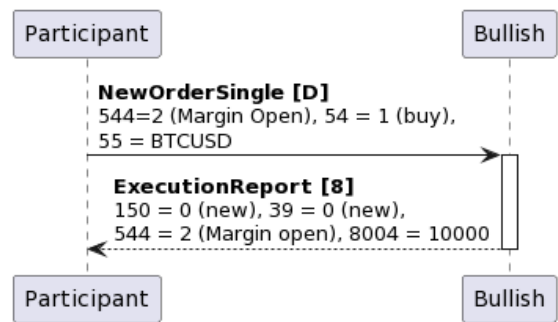 Participant
Bullish
NewOrderSingle [D]
544=2 (Margin Open), 54 = 1 (buy),
55 = BTCUSD
ExecutionReport [8]
150 = 0 (new), 39 = 0 (new),
544 = 2 (Margin open), 8004 = 10000
Participant
Bullish